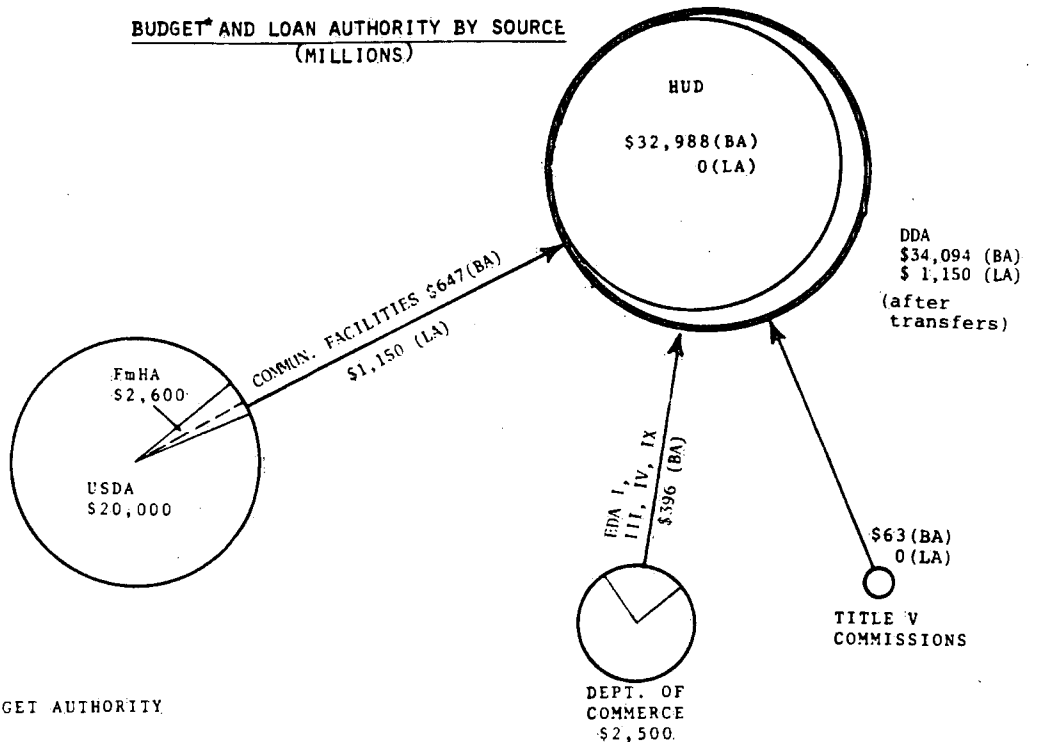 BUDGET* AND LOAN AUTHORITY BY SOURCE
(MILLIONS)
HUD
$32,988(BA)
0(LA)
DDA
$34,094 (BA)
$ 1,150 (LA)
(after
transfers)
COMMUN. FACILITIES $647(BA)
$1,150 (LA)
FmHA
$2,600
USDA
$20,000
EDA I,
III, IV, IX
$396 (BA)
$63(BA)
0(LA)
TITLE V
COMMISSIONS
DEPT. OF
COMMERCE
$2,500
GET AUTHORITY